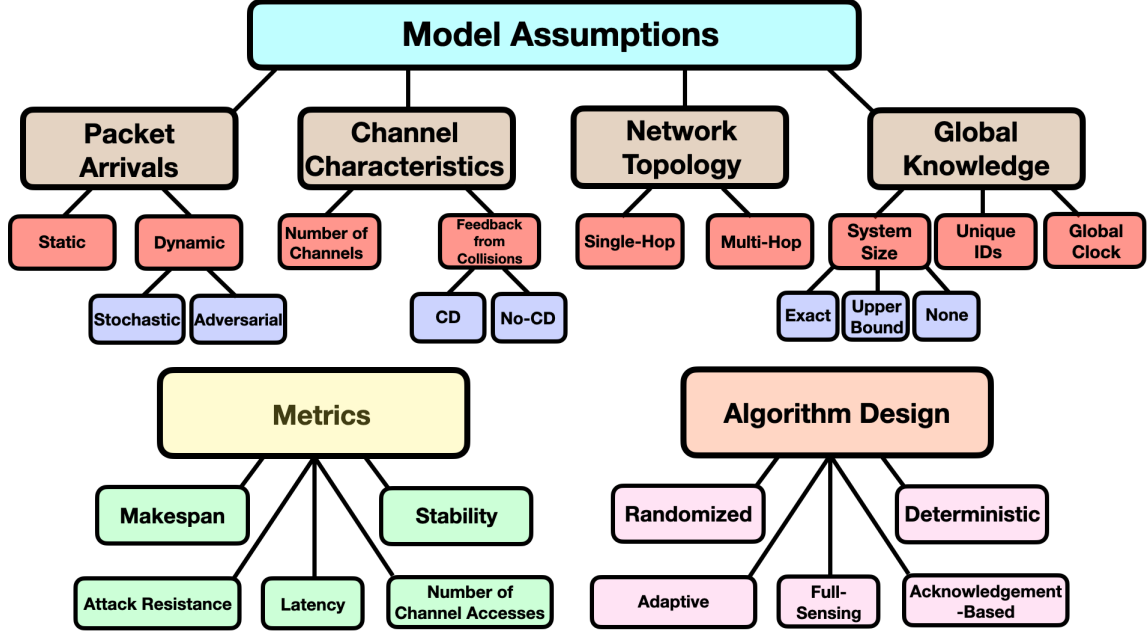 Model Assumptions
Packet
Arrivals
Channel
Characteristics
Network
Topology
Global
Knowledge
Static
Dynamic
Number of
Channels
Feedback
from
Collisions
Single-Hop
Multi-Hop
System
Size
Unique
IDs
Global
Clock
Stochastic
Adversarial
CD
No-CD
Exact
Upper
Bound
None
Metrics
Algorithm Design
Makespan
Stability
Randomized
Deterministic
Attack Resistance
Latency
Number of
Channel Accesses
Adaptive
Full-
Sensing
Acknowledgement
-Based